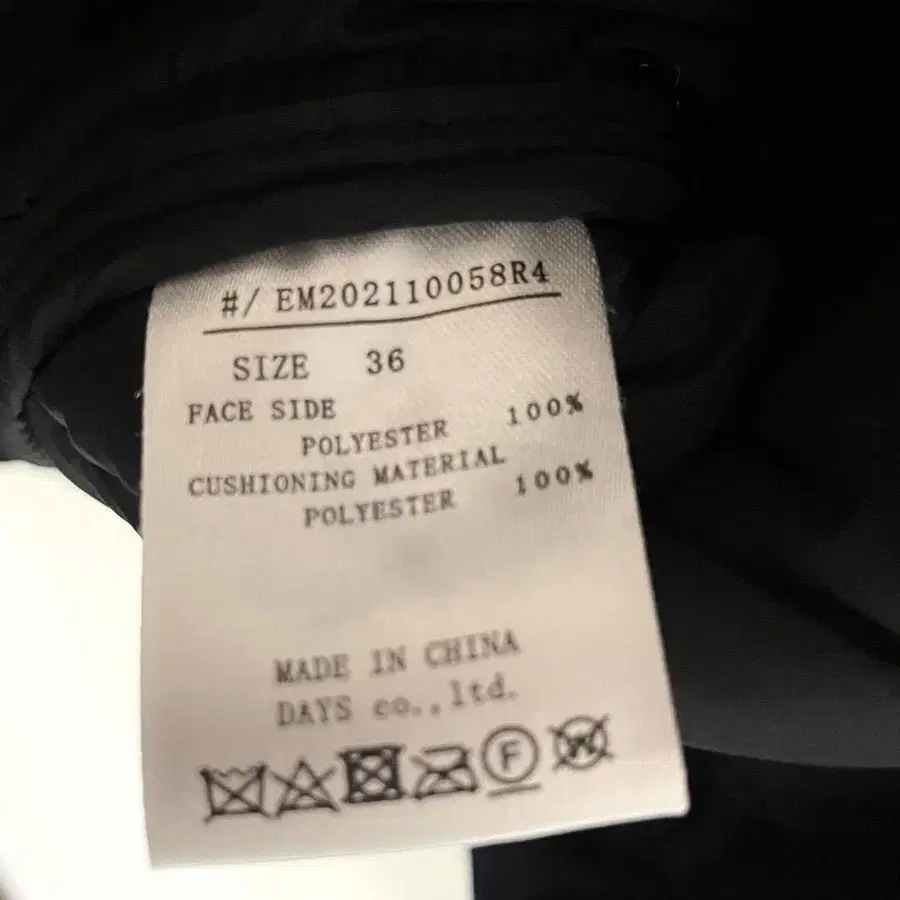 #/ EM202110058R4
SIZE 36
FACE SIDE
POLYESTER 100%
CUSHIONING MATERIAL
POLYESTER 100%
MADE IN CHINA
DAYS co.,ltd.
F W